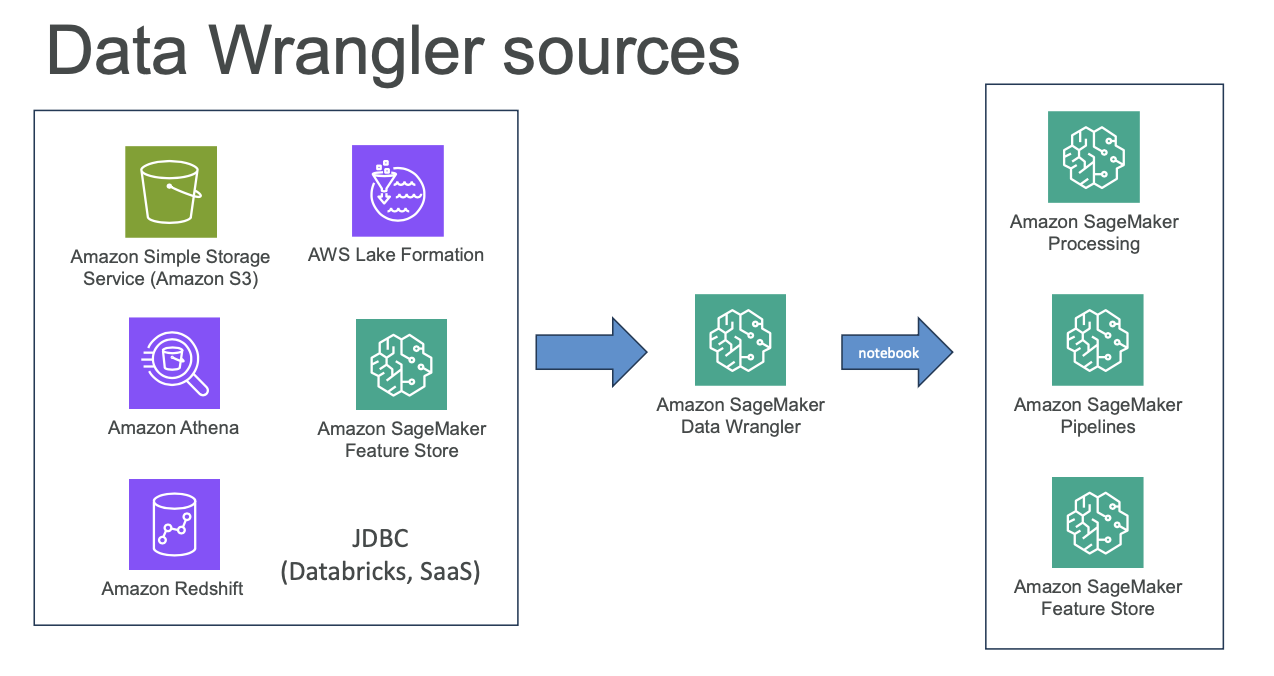 Data Wrangler sources
Amazon Simple Storage
Service (Amazon S3)
AWS Lake Formation
Amazon Athena
Amazon SageMaker
Feature Store
Amazon Redshift
JDBC
(Databricks, SaaS)
Amazon SageMaker
Data Wrangler
notebook
Amazon SageMaker
Processing
Amazon SageMaker
Pipelines
Amazon SageMaker
Feature Store